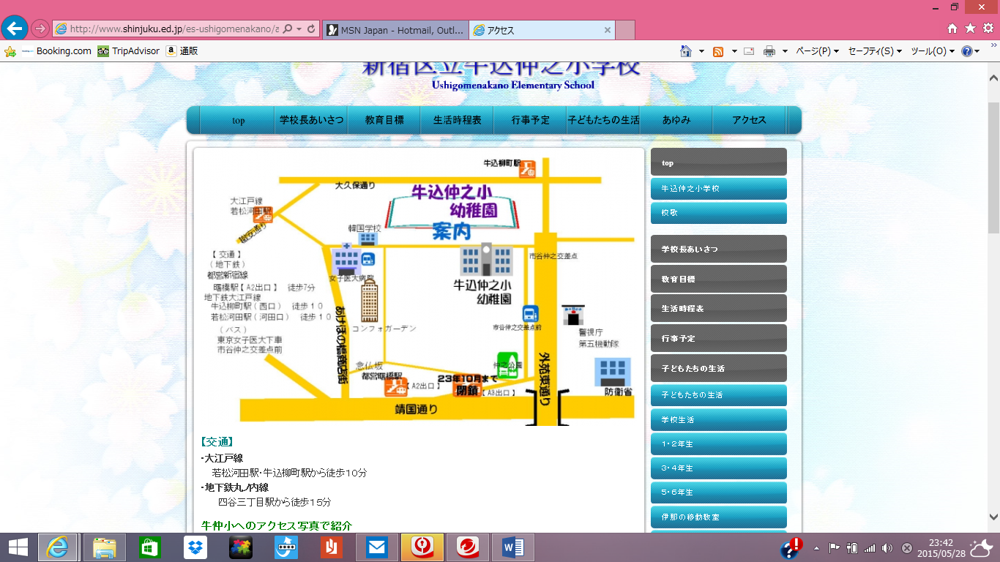 http://www.shinjuku.ed.jp/es-ushigomenakano/a
MSN Japan - Hotmail, Outl...
アクセス
Booking.com
TripAdvisor
通販
ページ(P)
セーフティ(S)
ツール(O)
新宿区立牛込仲之小学校
Ushigomenakano Elementary School
top
学校長あいさつ
教育目標
生活時程表
行事予定
子どもたちの生活
あゆみ
アクセス
牛込柳町駅
大久保通り
牛込仲之小
幼稚園
案内
大江戸線
若松河田駅
韓国学校
【 交通 】
（ 地下鉄 ）
都営新宿線
曙橋駅【 A2出口 】　徒歩7分
地下鉄大江戸線
牛込柳町駅（ 西口 ）　徒歩１０
若松河田駅（ 河田口 ）　徒歩１０
（ バス ）
東京女子医大下車
市谷仲之交差点前
女子医大病院
牛込仲之小
幼稚園
市谷仲之交差点
コンフォガーデン
あけぼの橋商店街
市谷仲之交差点前
警視庁
第五機動隊
念仏坂
都営曙橋駅
【 A2出口 】
23年10月まで
閉鎖
【 A3出口 】
仲之公園
外苑東通り
防衛省
靖国通り
【交通】
・大江戸線
若松河田駅・牛込柳町駅から徒歩１０分
・地下鉄丸ノ内線
四谷三丁目駅から徒歩１５分
牛仲小へのアクセス写真で紹介
top
牛込仲之小学校
校歌
学校長あいさつ
教育目標
生活時程表
行事予定
子どもたちの生活
子どもたちの生活
学校生活
１・２年生
３・４年生
５・６年生
伊那の移動教室
23:42
2015/05/28